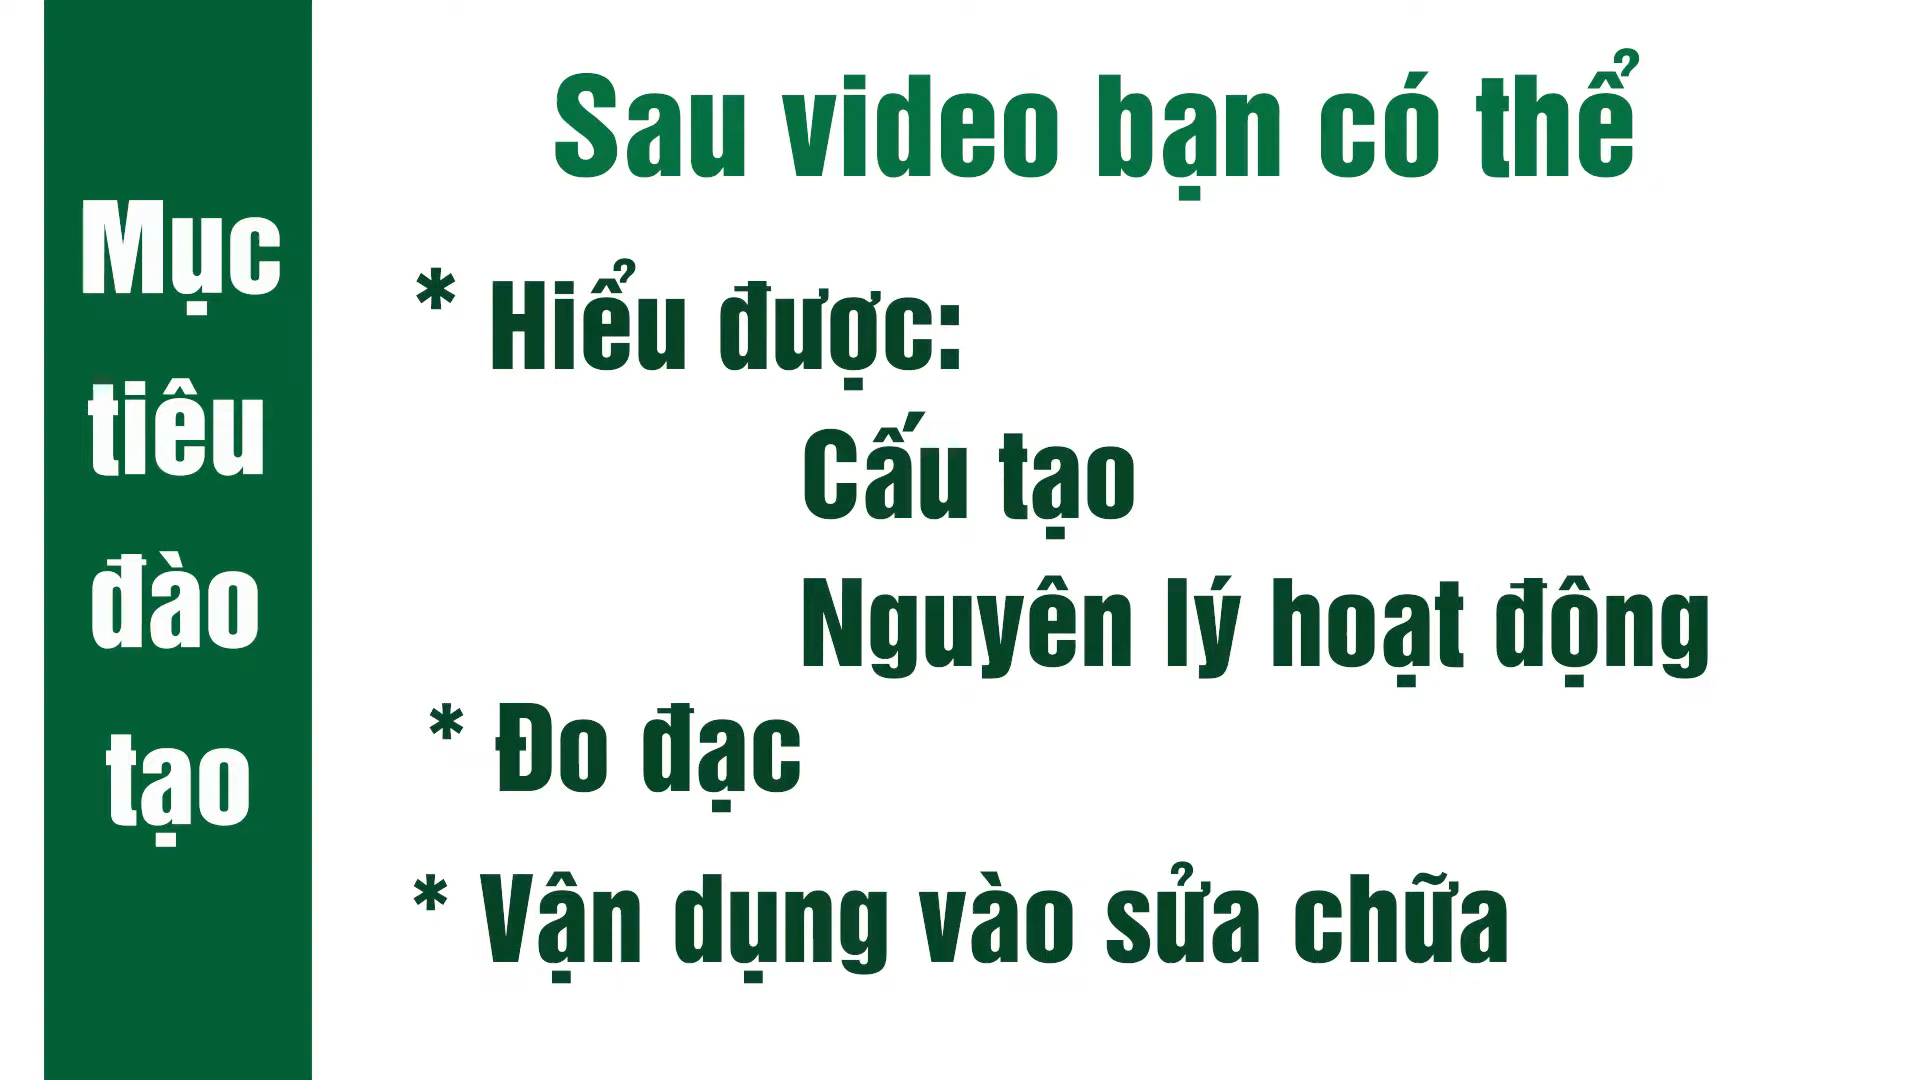 Mục
tiêu
đào
tạo
Sau video bạn có thể
* Hiểu được:
Cấu tạo
Nguyên lý hoạt động
* Đo đạc
* Vận dụng vào sửa chữa